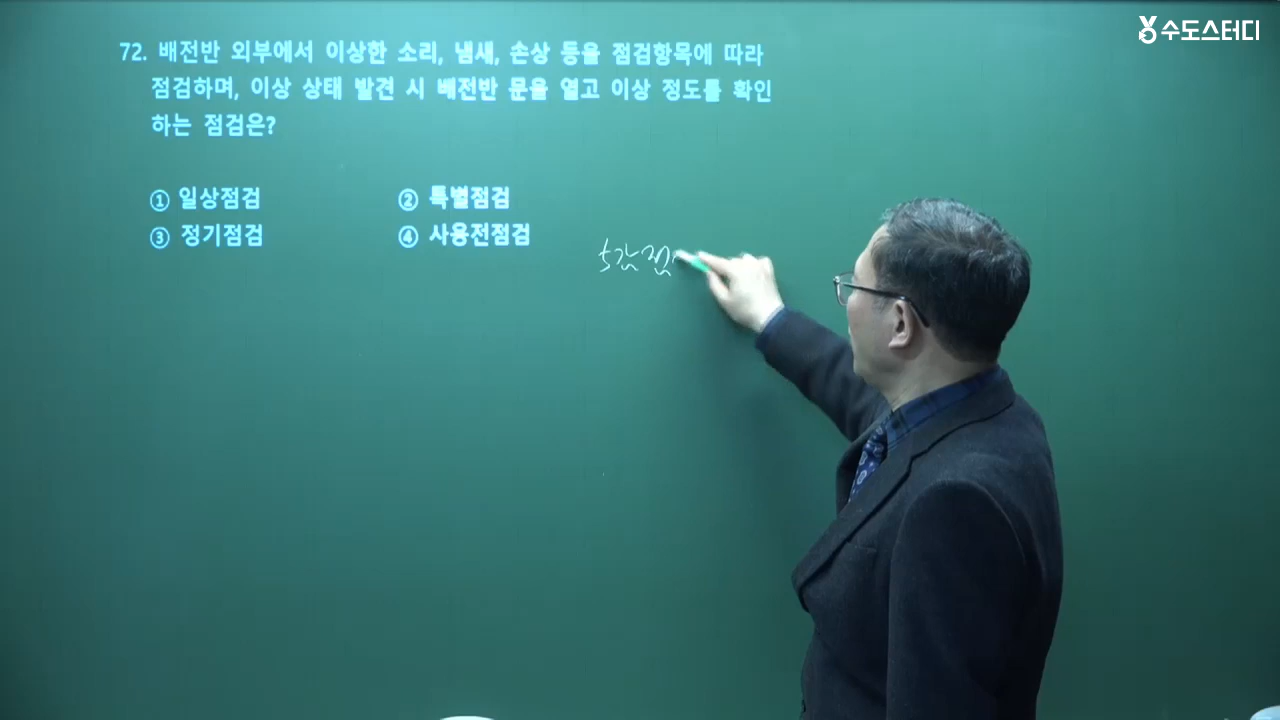 수도스터디
72. 배전반 외부에서 이상한 소리, 냄새, 손상 등을 점검항목에 따라
점검하며, 이상 상태 발견 시 배전반 문을 열고 이상 정도를 확인
하는 점검은?
① 일상점검 ② 특별점검
③ 정기점검 ④ 사용전점검
5감